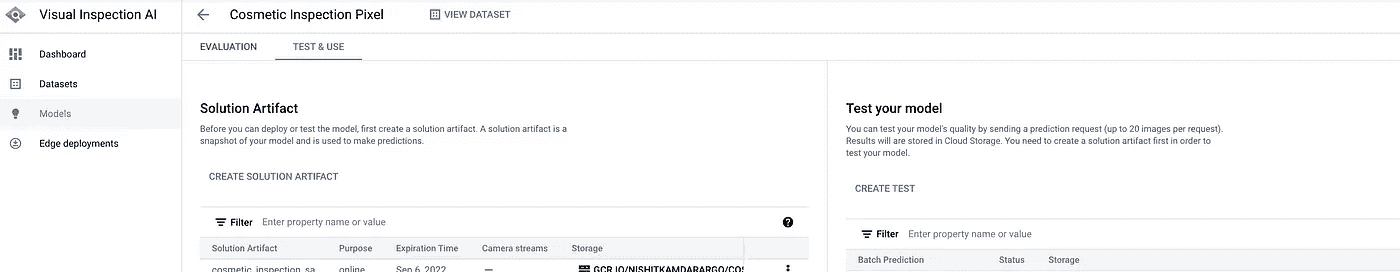 Visual Inspection AI
Cosmetic Inspection Pixel
VIEW DATASET
Dashboard
Datasets
Models
Edge deployments
EVALUATION
TEST & USE
Solution Artifact
Before you can deploy or test the model, first create a solution artifact. A solution artifact is a
snapshot of your model and is used to make predictions.
CREATE SOLUTION ARTIFACT
Filter Enter property name or value
Solution Artifact Purpose Expiration Time Camera streams Storage
cosmetic_inspection_sa online Sep 6, 2022 — GCR.IO/NISHITKAMDARARGO/COS
Test your model
You can test your model's quality by sending a prediction request (up to 20 images per request).
Results will are stored in Cloud Storage. You need to create a solution artifact first in order to
test your model.
CREATE TEST
Filter Enter property name or value
Batch Prediction Status Storage